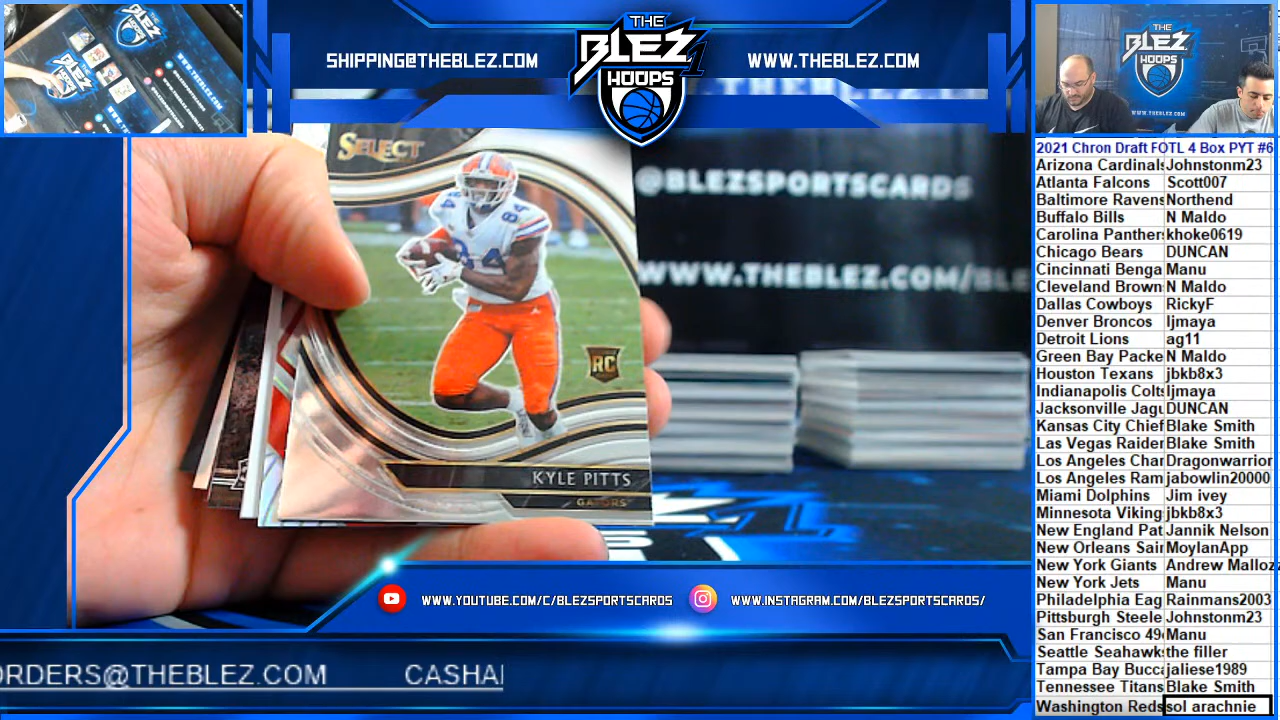 SHIPPING@THEBLEZ.COM
THE
BLEZ
HOOPS
WWW.THEBLEZ.COM
SELECT
84
84
RC
KYLE PITTS
GATORS
@BLEZSPORTSCARDS
WWW.THEBLEZ.COM/BLE
THE
BLEZ
HOOPS
WWW.THEBLEZ.COM
2021 Chron Draft FOTL 4 Box PYT #6
Arizona Cardinals Johnstonm23
Atlanta Falcons Scott007
Baltimore Ravens Northend
Buffalo Bills N Maldo
Carolina Panthers khoke0619
Chicago Bears DUNCAN
Cincinnati Benga Manu
Cleveland Brown N Maldo
Dallas Cowboys RickyF
Denver Broncos ljmaya
Detroit Lions ag11
Green Bay Packe N Maldo
Houston Texans jbkb8x3
Indianapolis Colts ljmaya
Jacksonville Jagu DUNCAN
Kansas City Chief Blake Smith
Las Vegas Raider Blake Smith
Los Angeles Char Dragonwarrior
Los Angeles Ram jabowlin20000
Miami Dolphins Jim ivey
Minnesota Viking jbkb8x3
New England Pat Jannik Nelson
New Orleans Sain MoylanApp
New York Giants Andrew Malloz
New York Jets Manu
Philadelphia Eag Rainmans2003
Pittsburgh Steele Johnstonm23
San Francisco 49 Manu
Seattle Seahawk the filler
Tampa Bay Bucca jaliese1989
Tennessee Titans Blake Smith
Washington Reds sol arachnie
WWW.YOUTUBE.COM/C/BLEZSPORTSCARDS
WWW.INSTAGRAM.COM/BLEZSPORTSCARDS/
ORDERS@THEBLEZ.COM CASHA